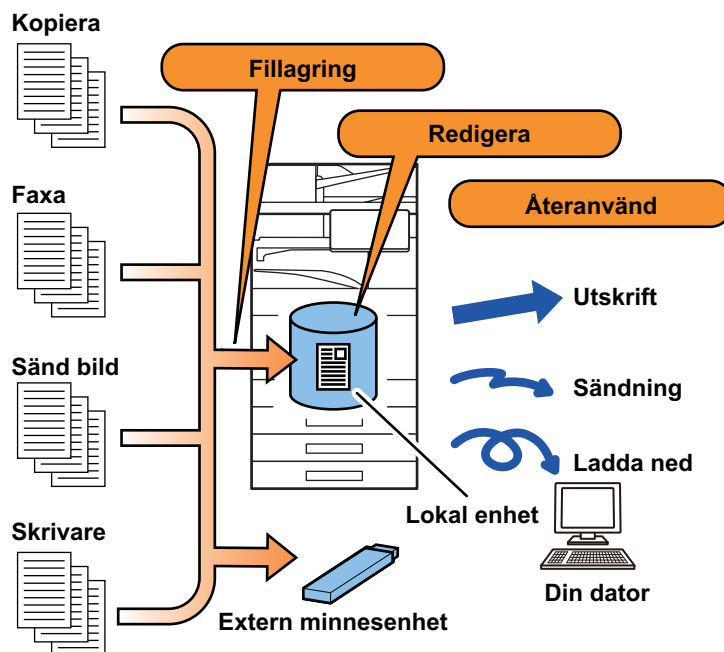 Kopiera
Fillagring
Redigera
Faxa
Återanvänd
Utskrift
Sänd bild
Sändning
Ladda ned
Lokal enhet
Skrivare
Din dator
Extern minnesenhet